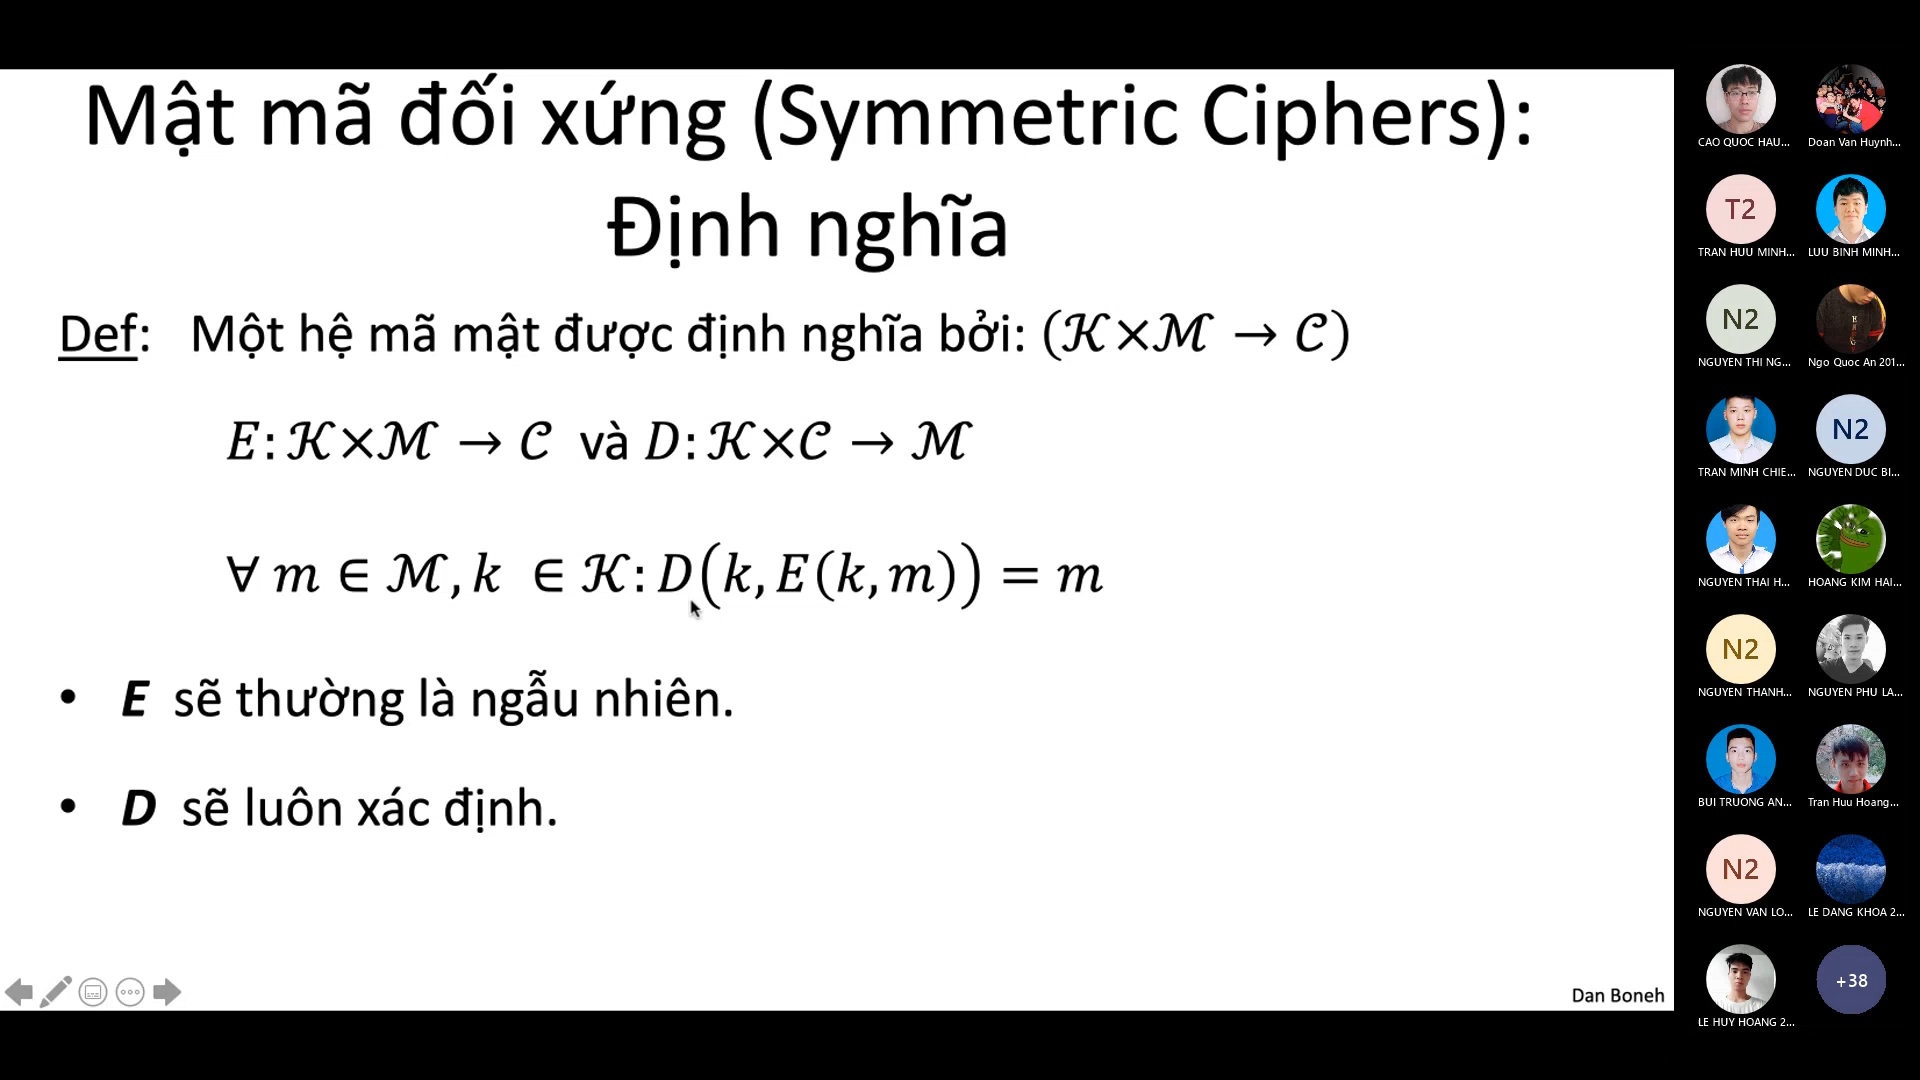 Mật mã đối xứng (Symmetric Ciphers):
Định nghĩa
Def: Một hệ mã mật được định nghĩa bởi: (𝒦×ℳ → 𝒞)
E: 𝒦×ℳ → 𝒞 và D: 𝒦×𝒞 → ℳ
∀ m ∈ ℳ, k ∈ 𝒦: D(k, E(k, m)) = m
• E sẽ thường là ngẫu nhiên.
• D sẽ luôn xác định.
Dan Boneh
CAO QUOC HAU...
Doan Van Huynh...
T2
TRAN HUU MINH...
LUU BINH MINH...
N2
NGUYEN THI NG...
Ngo Quoc An 201...
TRAN MINH CHIE...
N2
NGUYEN DUC BI...
NGUYEN THAI H...
HOANG KIM HAI...
N2
NGUYEN THANH...
NGUYEN PHU LA...
BUI TRUONG AN...
Tran Huu Hoang...
N2
NGUYEN VAN LO...
LE DANG KHOA 2...
LE HUY HOANG 2...
+38